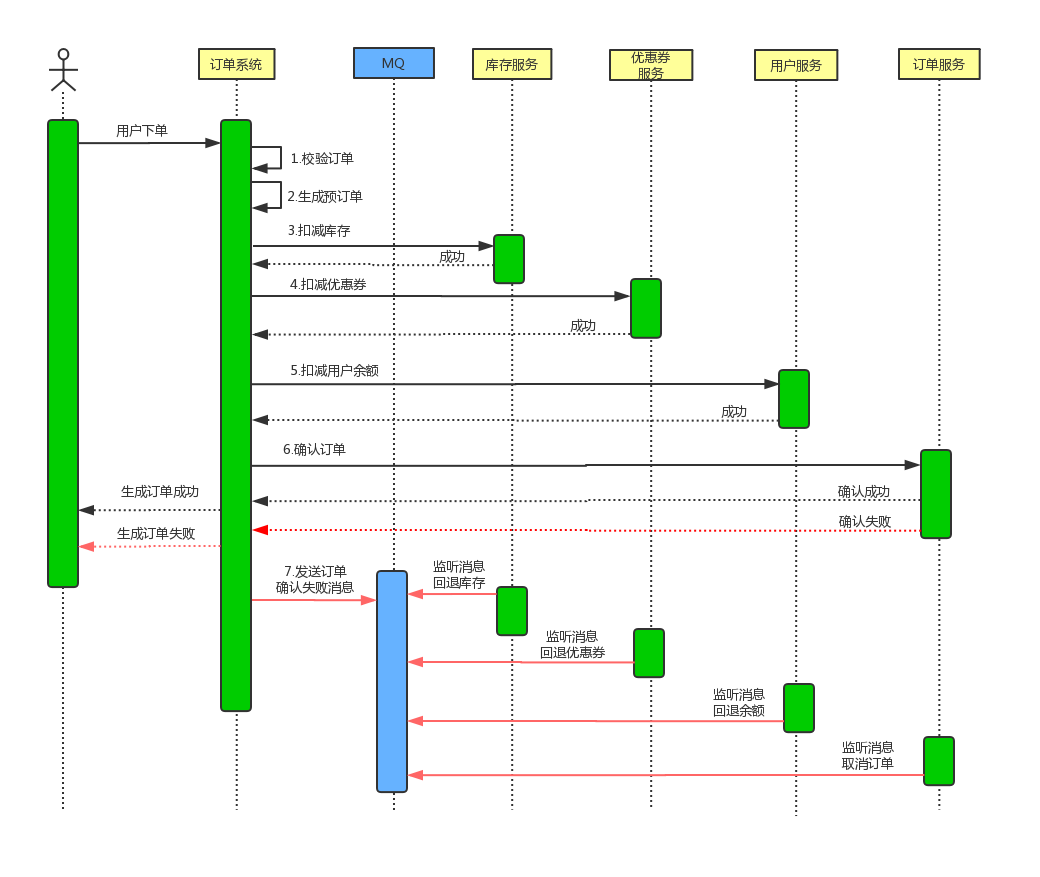 订单系统
MQ
库存服务
优惠券
服务
用户服务
订单服务
用户下单
1.校验订单
2.生成预订单
3.扣减库存
成功
4.扣减优惠券
成功
5.扣减用户余额
成功
6.确认订单
生成订单成功
确认成功
确认失败
生成订单失败
7.发送订单
确认失败消息
监听消息
回退库存
监听消息
回退优惠券
监听消息
回退余额
监听消息
取消订单